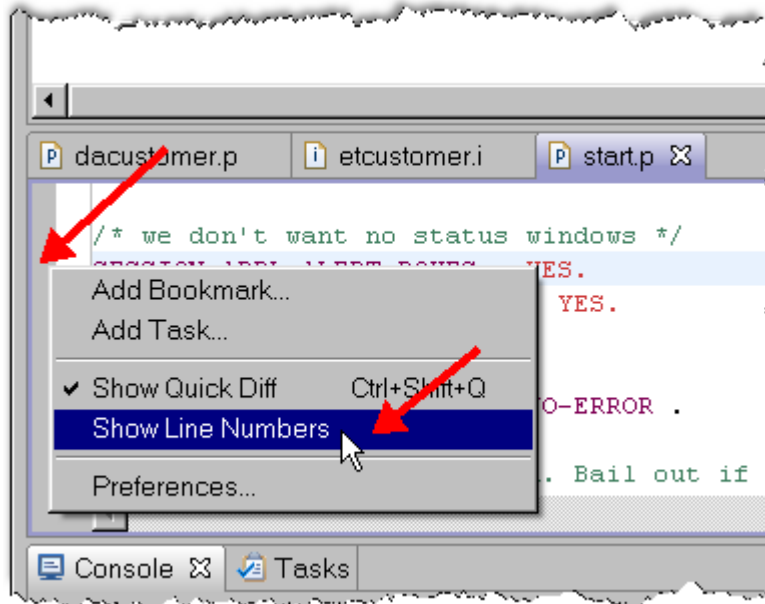 dacustomer.p etcustomer.i start.p
/* we don't want no status windows */
YES.
Add Bookmark...
YES.
Add Task...
Show Quick Diff Ctrl+Shift+Q
O-ERROR .
Show Line Numbers
. Bail out if
Preferences...
Console Tasks